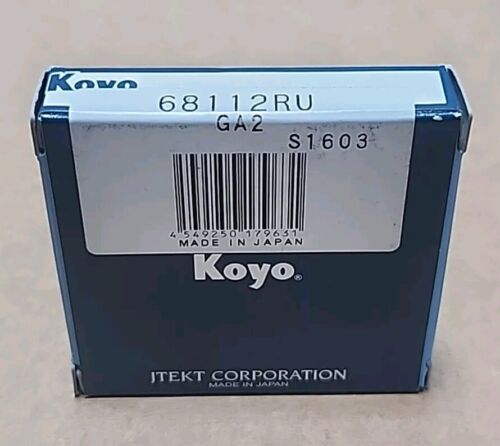 Koyo
68112RU
GA2
S1603
4 549250 179631
MADE IN JAPAN
Koyo®
JTEKT CORPORATION
MADE IN JAPAN